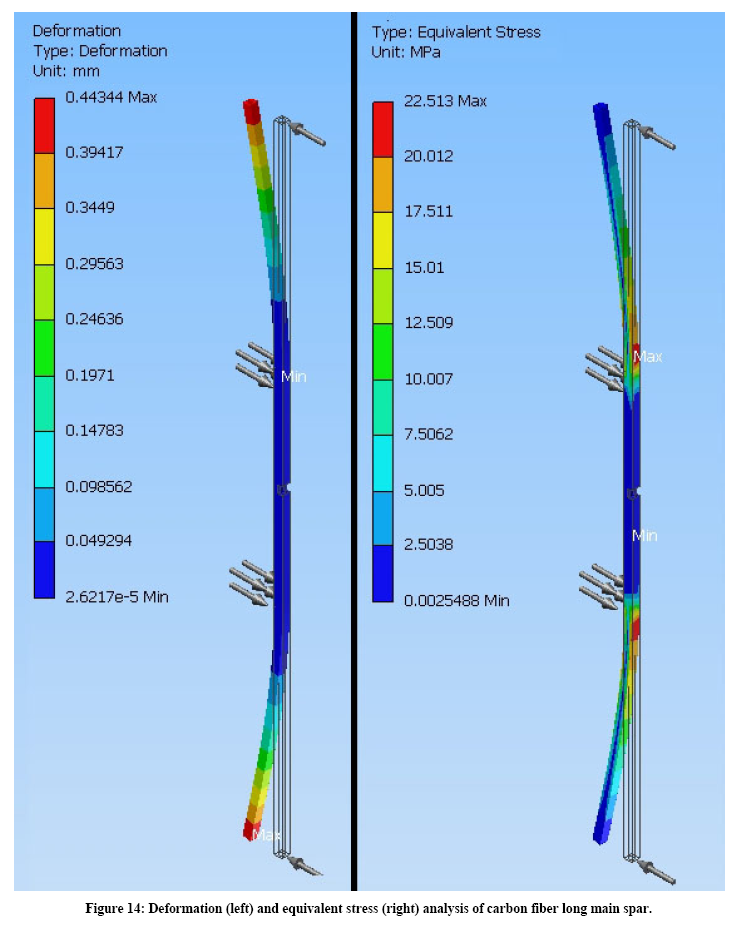 Deformation
Type: Deformation
Unit: mm
0.44344 Max
0.39417
0.3449
0.29563
0.24636
0.1971
0.14783
0.098562
0.049294
2.6217e-5 Min
Min
Max
Type: Equivalent Stress
Unit: MPa
22.513 Max
20.012
17.511
15.01
12.509
10.007
7.5062
5.005
2.5038
0.0025488 Min
Max
Min
Figure 14: Deformation (left) and equivalent stress (right) analysis of carbon fiber long main spar.